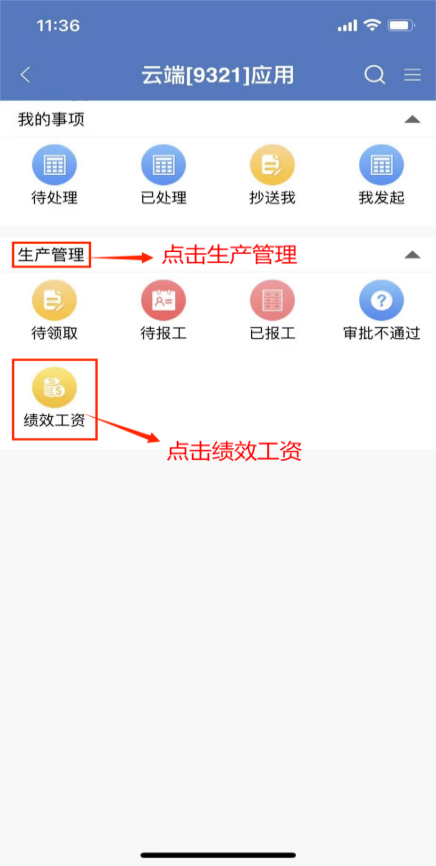 11:36
云端[9321]应用
我的事项
待处理 已处理 抄送我 我发起
生产管理 点击生产管理
待领取 待报工 已报工 审批不通过
绩效工资
点击绩效工资